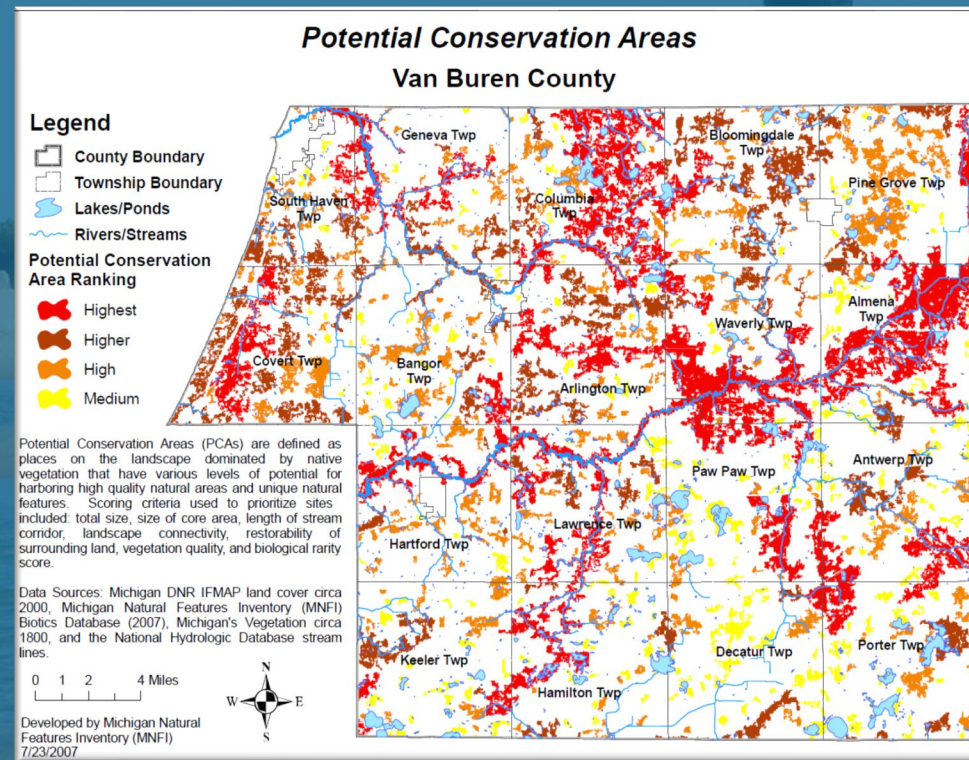 Potential Conservation Areas
Van Buren County
Legend
County Boundary
Township Boundary
Lakes/Ponds
Rivers/Streams
Potential Conservation
Area Ranking
Highest
Higher
High
Medium
Potential Conservation Areas (PCAs) are defined as
places on the landscape dominated by native
vegetation that have various levels of potential for
harboring high quality natural areas and unique natural
features. Scoring criteria used to prioritize sites
included: total size, size of core area, length of stream
corridor, landscape connectivity, restorability of
surrounding land, vegetation quality, and biological rarity
score.
Data Sources: Michigan DNR IFMAP land cover circa
2000, Michigan Natural Features Inventory (MNFI)
Biotics Database (2007), Michigan's Vegetation circa
1800, and the National Hydrologic Database stream
lines.
0 1 2 4 Miles
N
W E
S
Developed by Michigan Natural
Features Inventory (MNFI)
7/23/2007
Geneva Twp
Bloomingdale
Twp
Pine Grove Twp
South Haven
Twp
Columbia
Twp
Almena
Twp
Waverly Twp
Covert Twp
Bangor
Twp
Arlington Twp
Paw Paw Twp
Antwerp Twp
Lawrence Twp
Hartford Twp
Keeler Twp
Hamilton Twp
Decatur Twp
Porter Twp